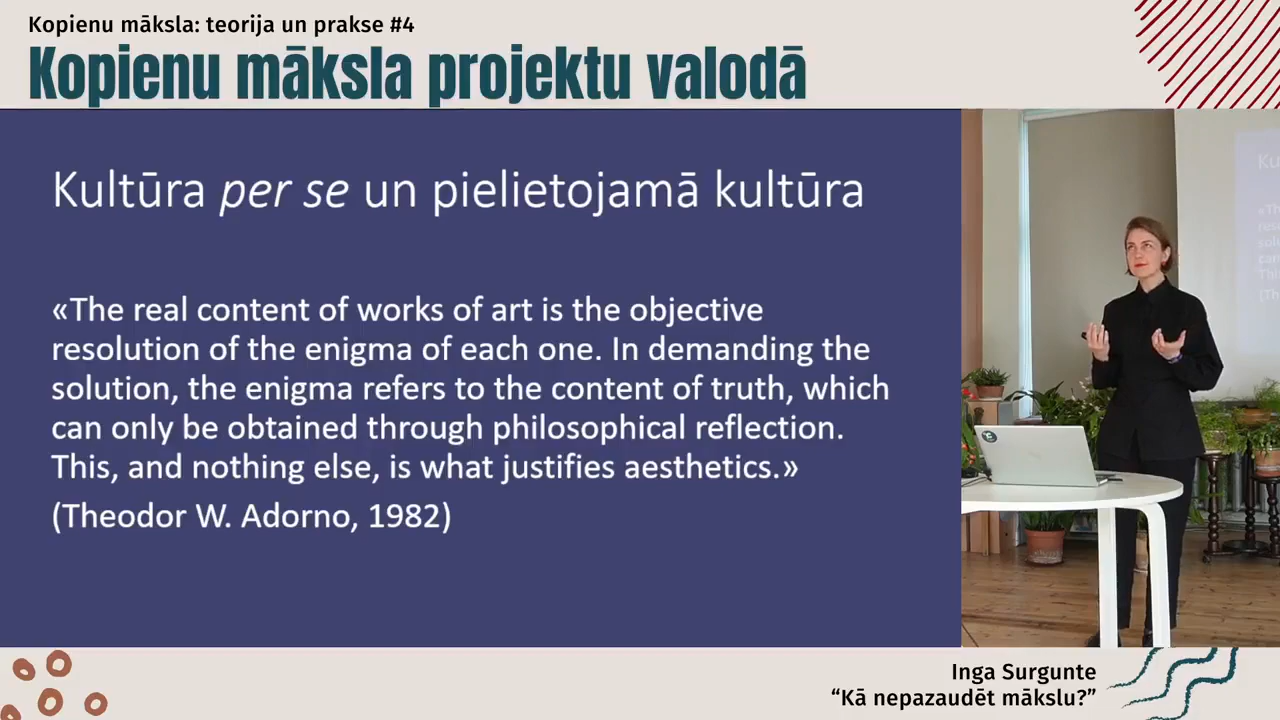 Kopienu māksla: teorija un prakse #4
Kopienu māksla projektu valodā
Kultūra per se un pielietojamā kultūra
«The real content of works of art is the objective
resolution of the enigma of each one. In demanding the
solution, the enigma refers to the content of truth, which
can only be obtained through philosophical reflection.
This, and nothing else, is what justifies aesthetics.»
(Theodor W. Adorno, 1982)
Inga Surgunte
“Kā nepazaudēt mākslu?”